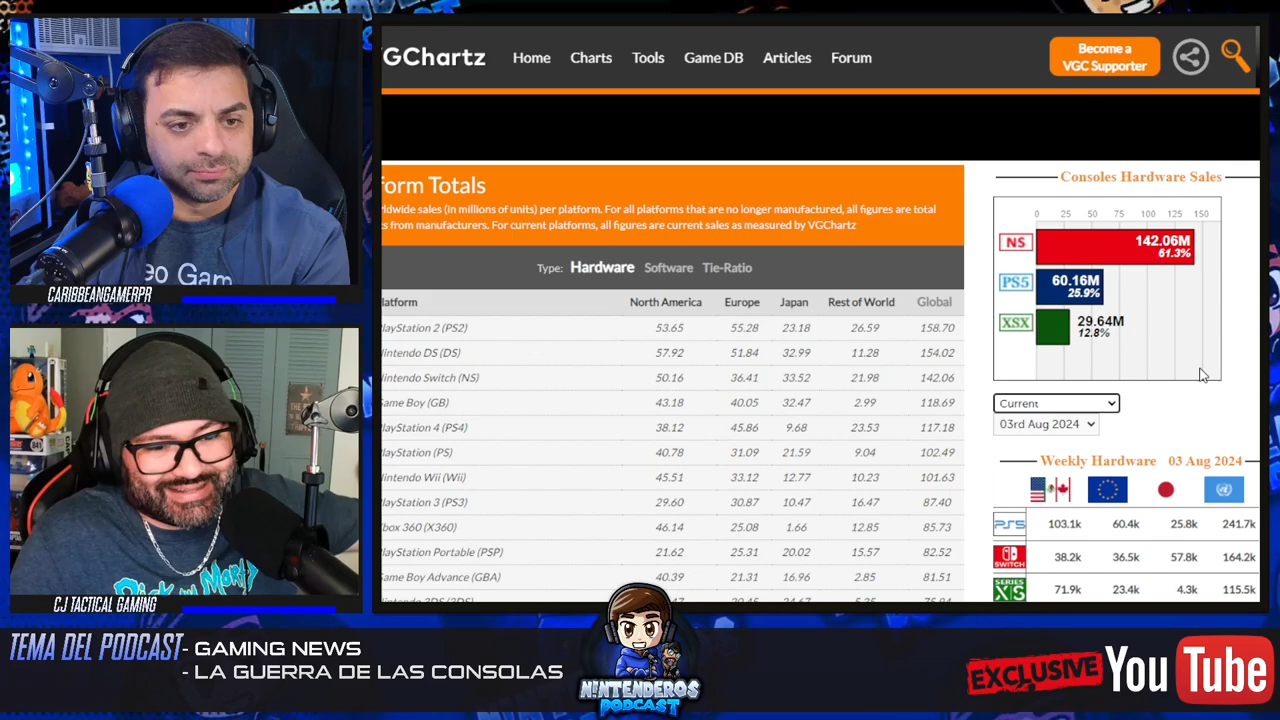 VGChartz
Home
Charts
Tools
Game DB
Articles
Forum
Become a
VGC Supporter
form Totals
rldwide sales (in millions of units) per platform. For all platforms that are no longer manufactured, all figures are total
ts from manufacturers. For current platforms, all figures are current sales as measured by VGChartz
Type: Hardware Software Tie-Ratio
latform North America Europe Japan Rest of World Global
layStation 2 (PS2) 53.65 55.28 23.18 26.59 158.70
intendo DS (DS) 57.92 51.84 32.99 11.28 154.02
intendo Switch (NS) 50.16 36.41 33.52 21.98 142.06
ame Boy (GB) 43.18 40.05 32.47 2.99 118.69
layStation 4 (PS4) 38.12 45.86 9.68 23.53 117.18
layStation (PS) 40.78 31.09 21.59 9.04 102.49
intendo Wii (Wii) 45.51 33.12 12.77 10.23 101.63
layStation 3 (PS3) 29.60 30.87 10.47 16.47 87.40
box 360 (X360) 46.14 25.08 1.66 12.85 85.73
layStation Portable (PSP) 21.62 25.31 20.02 15.57 82.52
ame Boy Advance (GBA) 40.39 21.31 16.96 2.85 81.51
Consoles Hardware Sales
0 25 50 75 100 125 150
NS 142.06M
61.3%
PS5 60.16M
25.9%
XSX 29.64M
12.8%
Current
03rd Aug 2024
Weekly Hardware 03 Aug 2024
PS5 103.1k 60.4k 25.8k 241.7k
SWITCH 38.2k 36.5k 57.8k 164.2k
SERIES X|S 71.9k 23.4k 4.3k 115.5k
eo Gam
CARIBBEANGAMERPR
841
Rick and Morty
CJ TACTICAL GAMING
TEMA DEL PODCAST - GAMING NEWS
- LA GUERRA DE LAS CONSOLAS
NINTENDEROS
PODCAST
EXCLUSIVE YouTube